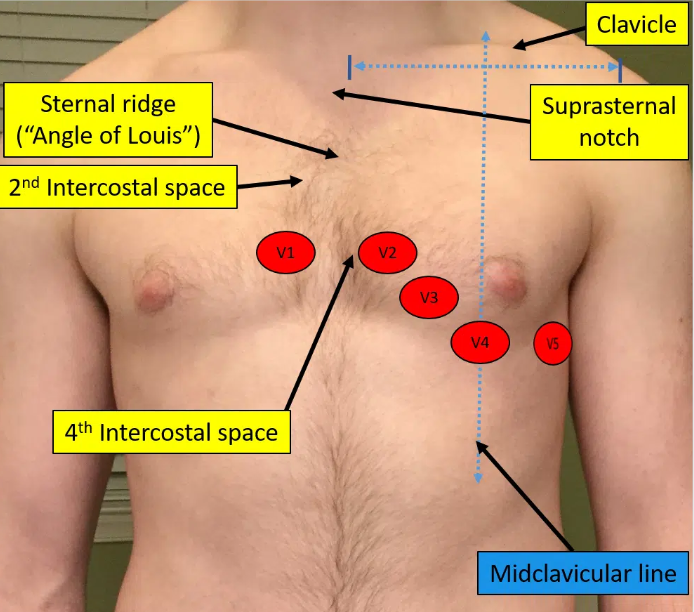 Clavicle
Sternal ridge
(“Angle of Louis”)
Suprasternal
notch
2nd Intercostal space
V1
V2
V3
V4
V5
4th Intercostal space
Midclavicular line